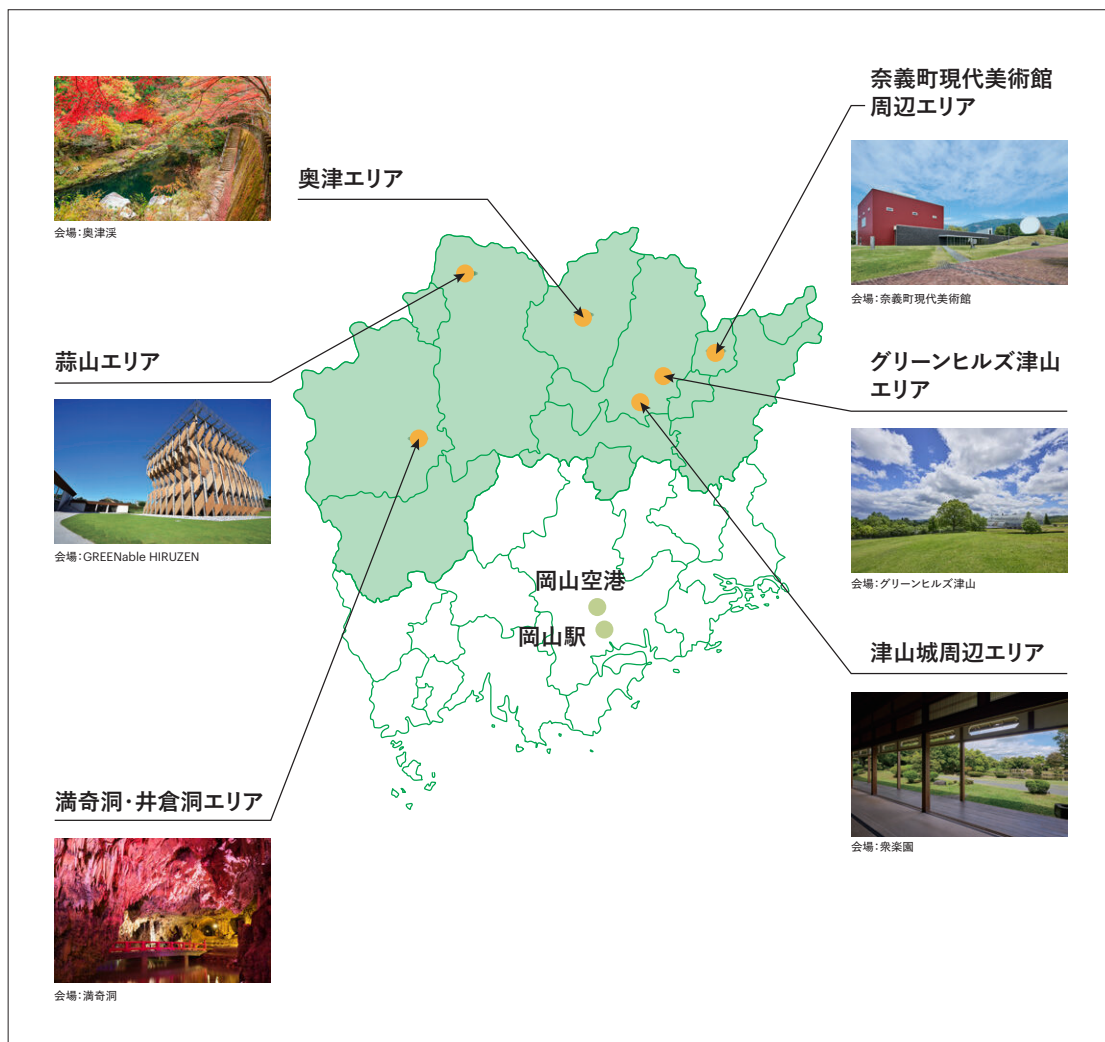 会場:奥津渓
奥津エリア
奈義町現代美術館
周辺エリア
会場:奈義町現代美術館
蒜山エリア
会場:GREENable HIRUZEN
グリーンヒルズ津山
エリア
会場:グリーンヒルズ津山
岡山空港
岡山駅
津山城周辺エリア
会場:衆楽園
満奇洞・井倉洞エリア
会場:満奇洞